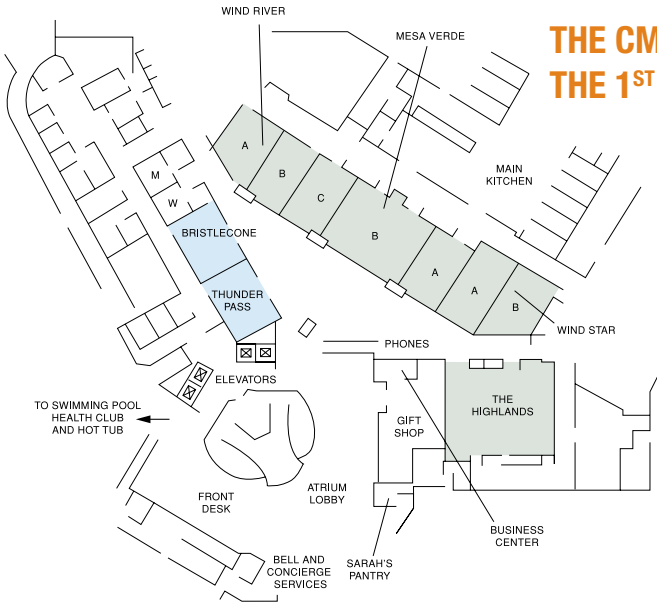 WIND RIVER
MESA VERDE
THE CM
THE 1ST
A
B
C
B
A
A
B
MAIN
KITCHEN
M
W
BRISTLECONE
THUNDER
PASS
WIND STAR
PHONES
ELEVATORS
TO SWIMMING POOL
HEALTH CLUB
AND HOT TUB
THE
HIGHLANDS
GIFT
SHOP
FRONT
DESK
ATRIUM
LOBBY
BUSINESS
CENTER
BELL AND
CONCIERGE
SERVICES
SARAH'S
PANTRY